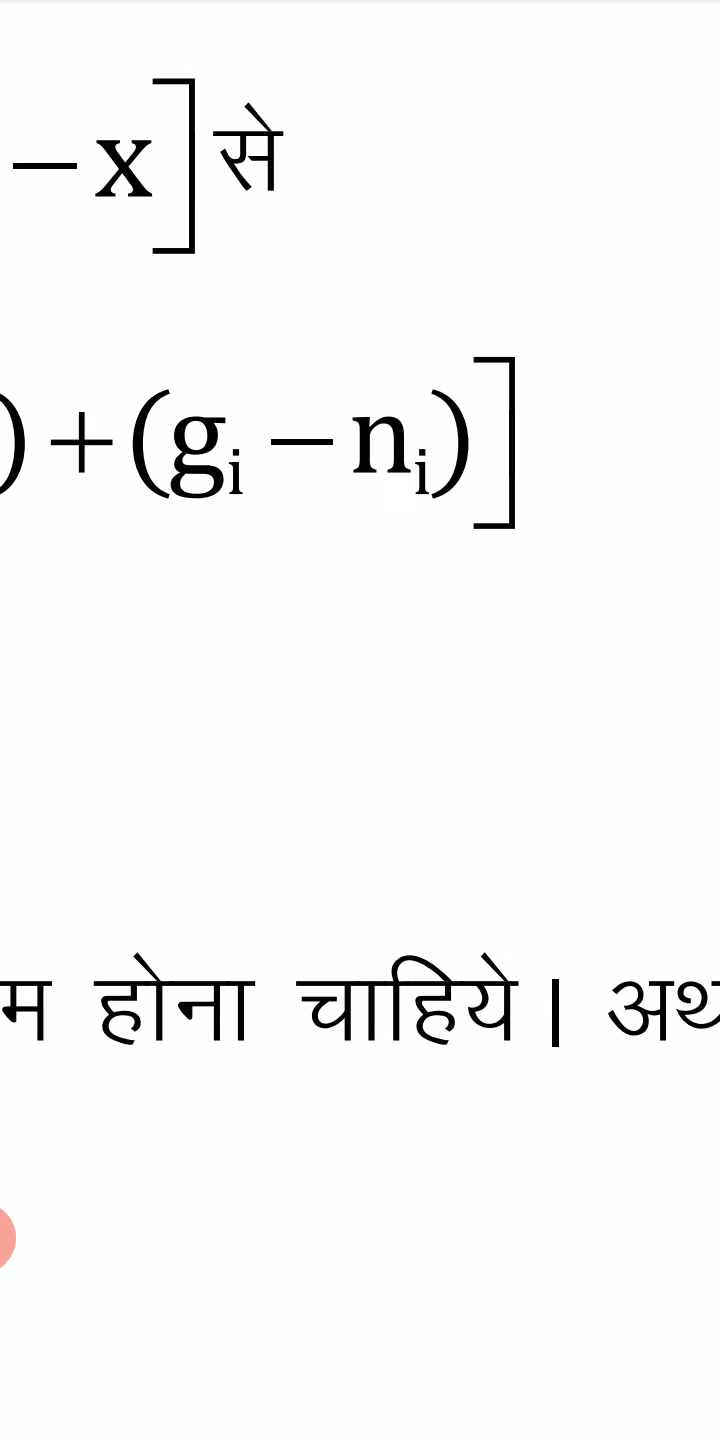 − x] से
) + (gᵢ − nᵢ)]
म होना चाहिये। अथ